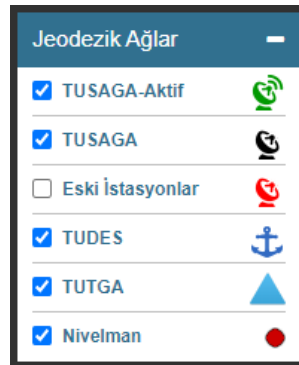 Jeodezik Ağlar
TUSAGA-Aktif
TUSAGA
Eski İstasyonlar
TUDES
TUTGA
Nivelman